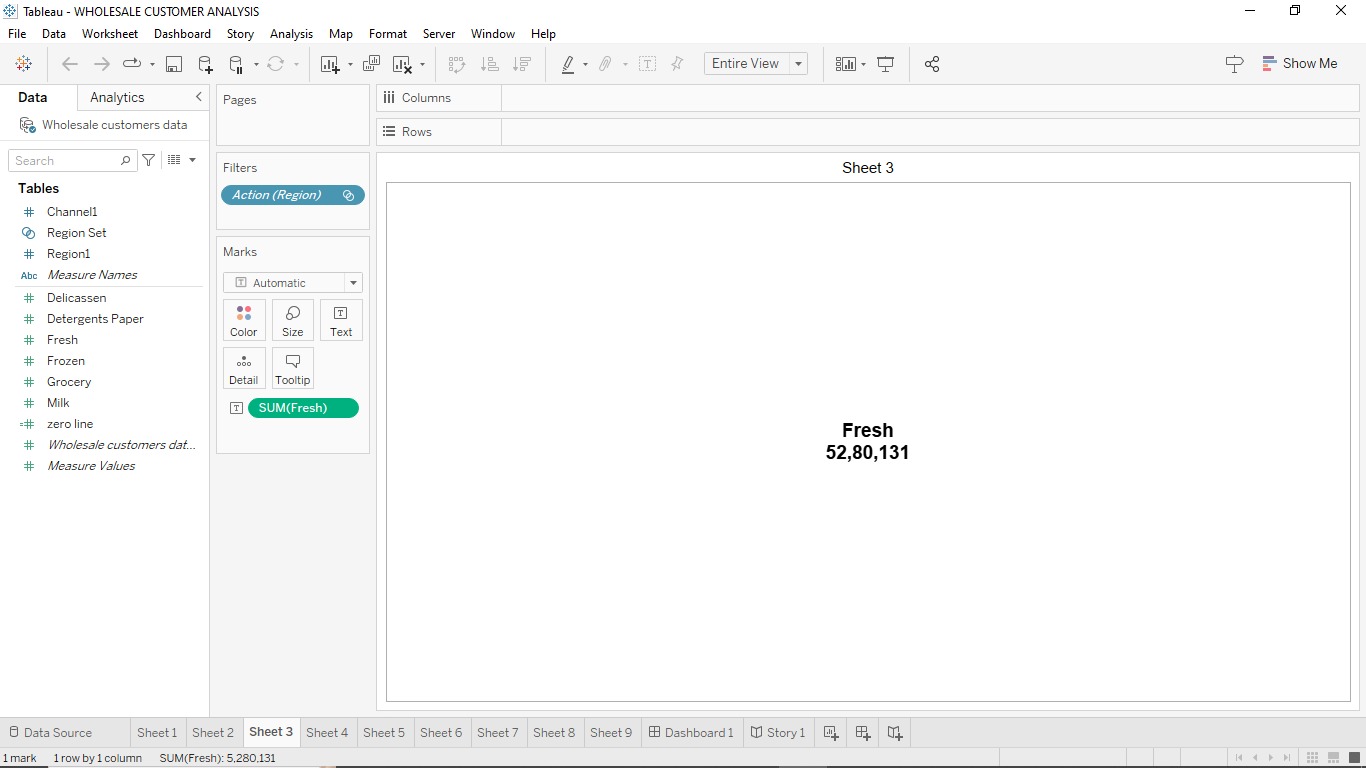 Tableau - WHOLESALE CUSTOMER ANALYSIS
File Data Worksheet Dashboard Story Analysis Map Format Server Window Help
Entire View
Show Me
Data Analytics
Wholesale customers data
Search
Tables
Channel1
Region Set
Region1
Abc Measure Names
Delicassen
Detergents Paper
Fresh
Frozen
Grocery
Milk
zero line
Wholesale customers dat...
Measure Values
Pages
Filters
Action (Region)
Marks
Automatic
Color Size Text
Detail Tooltip
SUM(Fresh)
Columns
Rows
Sheet 3
Fresh
52,80,131
Data Source Sheet 1 Sheet 2 Sheet 3 Sheet 4 Sheet 5 Sheet 6 Sheet 7 Sheet 8 Sheet 9 Dashboard 1 Story 1
1 mark 1 row by 1 column SUM(Fresh): 5,280,131